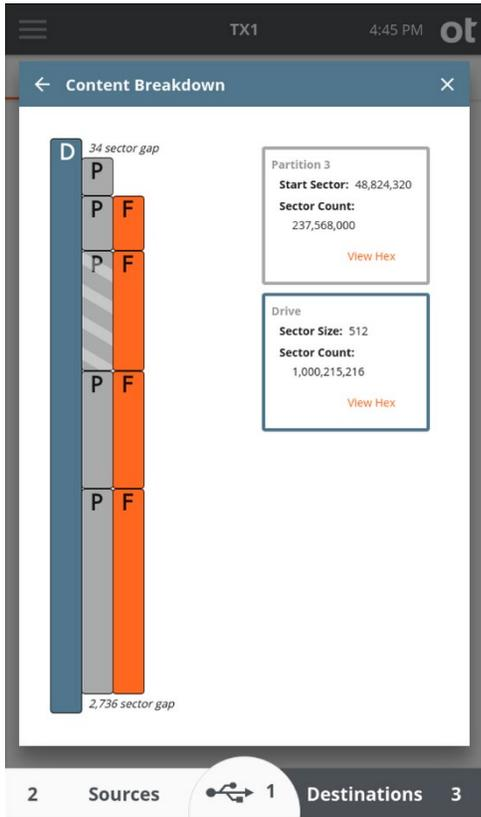 TX1
4:45 PM
ot
Content Breakdown
D
34 sector gap
P
P F
P F
P F
P F
2,736 sector gap
Partition 3
Start Sector: 48,824,320
Sector Count:
237,568,000
View Hex
Drive
Sector Size: 512
Sector Count:
1,000,215,216
View Hex
2 Sources
1
Destinations 3